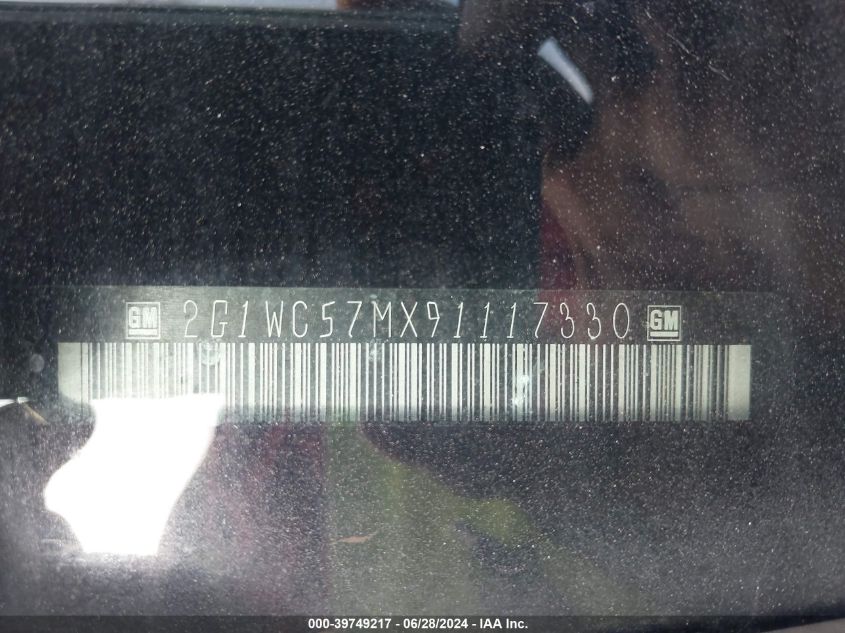 GM 2G1WC57MX91117330 GM
000-39749217 - 06/28/2024 - IAA Inc.